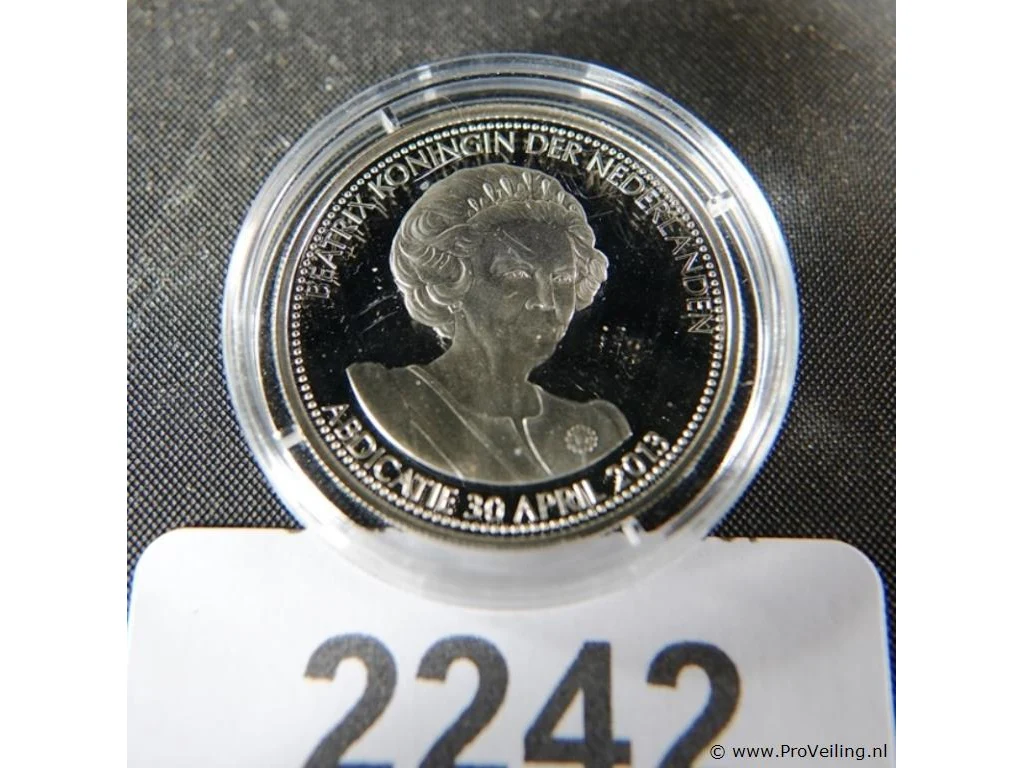 BEATRIX KONINGIN DER NEDERLANDEN
ABDICATIE 30 APRIL 2013
2242
© www.ProVeiling.nl